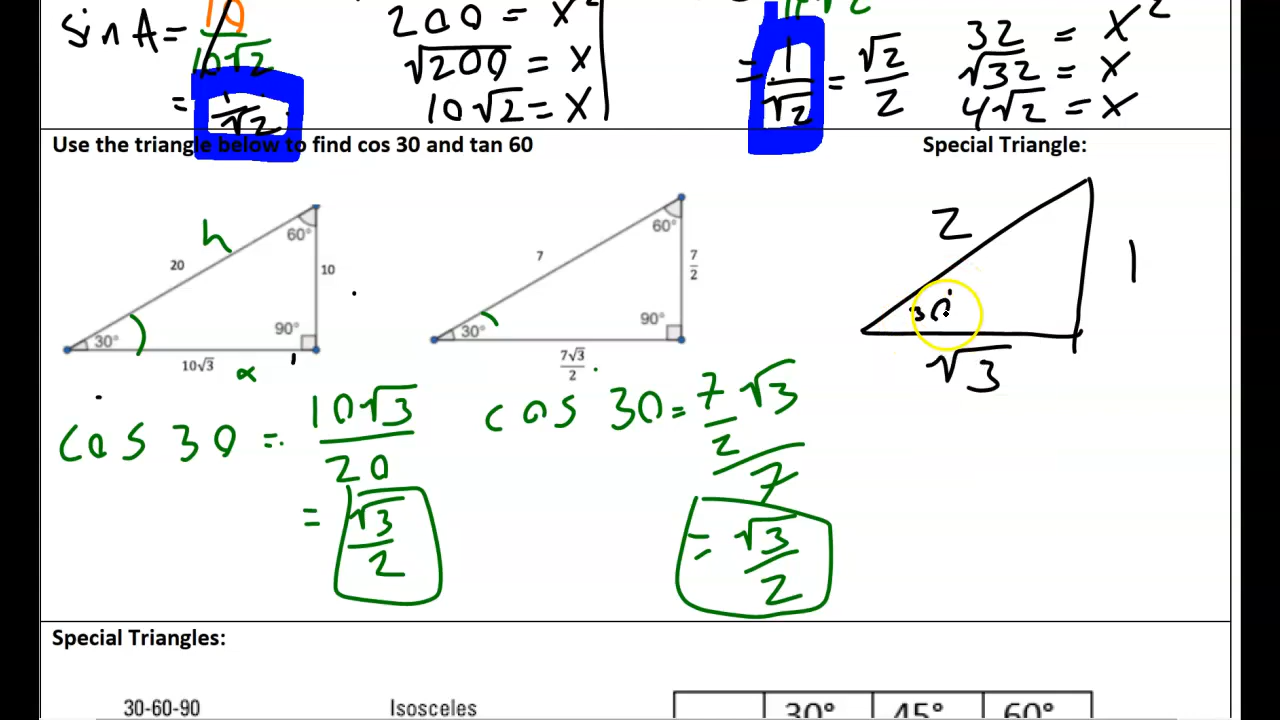 sin A = 10
10√2
= 1
√2
200 = x²
√200 = x
10√2 = x
= 1 = √2
√2 2
32 = x²
√32 = x
4√2 = x
Use the triangle below to find cos 30 and tan 60
Special Triangle:
h
60°
20
10
30°
90°
10√3
α
60°
7
7
2
30°
90°
7√3
2
2
1
30
√3
cos 30 = 10√3
20
= √3
2
cos 30 = 7√3
2
7
= √3
2
Special Triangles:
30-60-90
Isosceles
30° 45° 60°